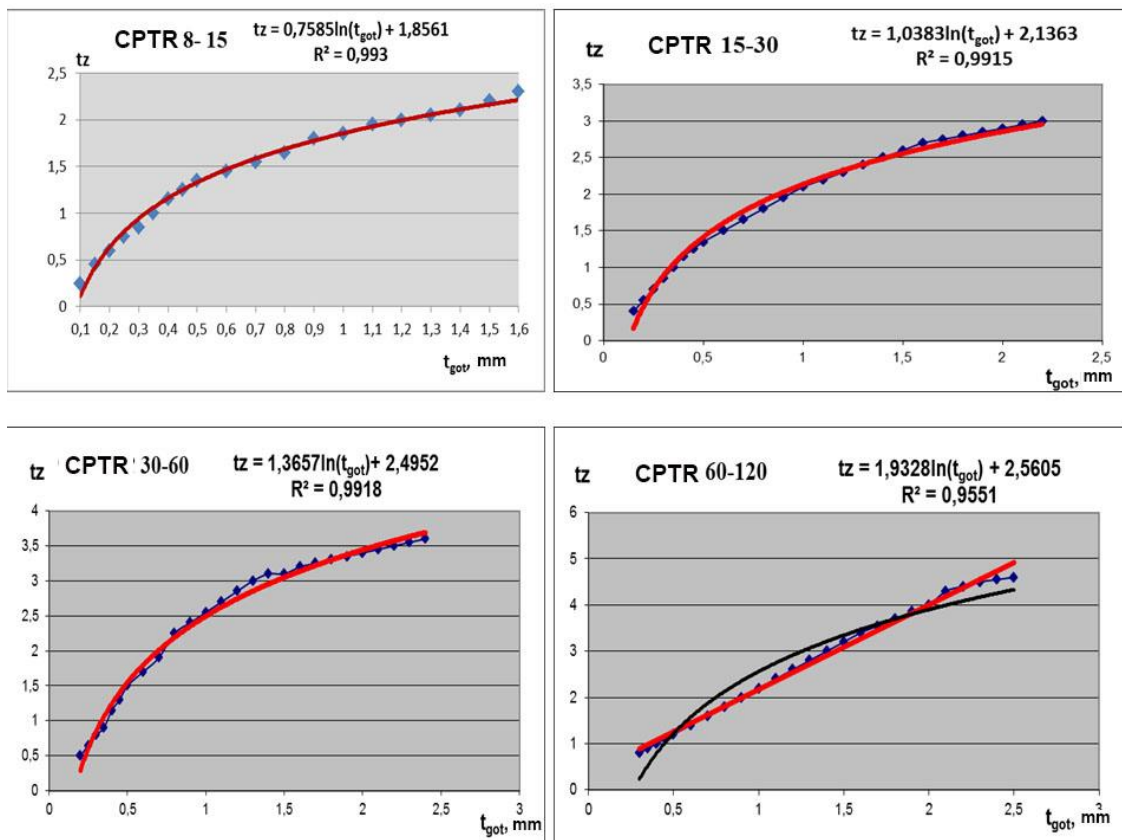 CPTR 8- 15
tz = 0,7585ln(t_got) + 1,8561
R² = 0,993
tz
2,5
2
1,5
1
0,5
0
0,1 0,2 0,3 0,4 0,5 0,6 0,7 0,8 0,9 1 1,1 1,2 1,3 1,4 1,5 1,6
t_got, mm
CPTR 15-30
tz = 1,0383ln(t_got) + 2,1363
R² = 0,9915
tz
3,5
3
2,5
2
1,5
1
0,5
0
0 0,5 1 1,5 2 2,5
t_got, mm
tz CPTR 30-60 tz = 1,3657ln(t_got)+ 2,4952
R² = 0,9918
4
3,5
3
2,5
2
1,5
1
0,5
0
0 0,5 1 1,5 2 2,5 3
t_got, mm
tz CPTR 60-120 tz = 1,9328ln(t_got) + 2,5605
R² = 0,9551
6
5
4
3
2
1
0
0 0,5 1 1,5 2 2,5 3
t_got, mm